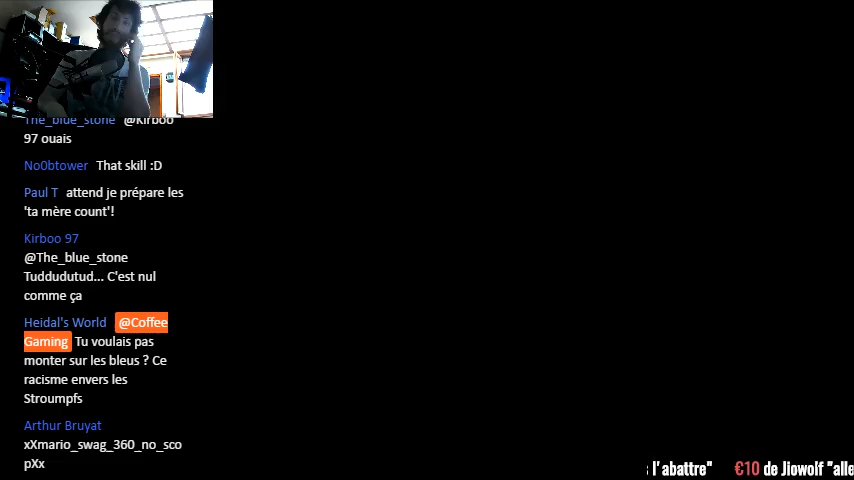 The_blue_stone @Kirboo
97 ouais
No0btower That skill :D
Paul T attend je prépare les
'ta mère count'!
Kirboo 97
@The_blue_stone
Tuddudutud... C'est nul
comme ça
Heidal's World @Coffee
Gaming Tu voulais pas
monter sur les bleus ? Ce
racisme envers les
Stroumpfs
Arthur Bruyat
xXmario_swag_360_no_sco
pXx
l'abattre" €10 de Jiowolf "alle